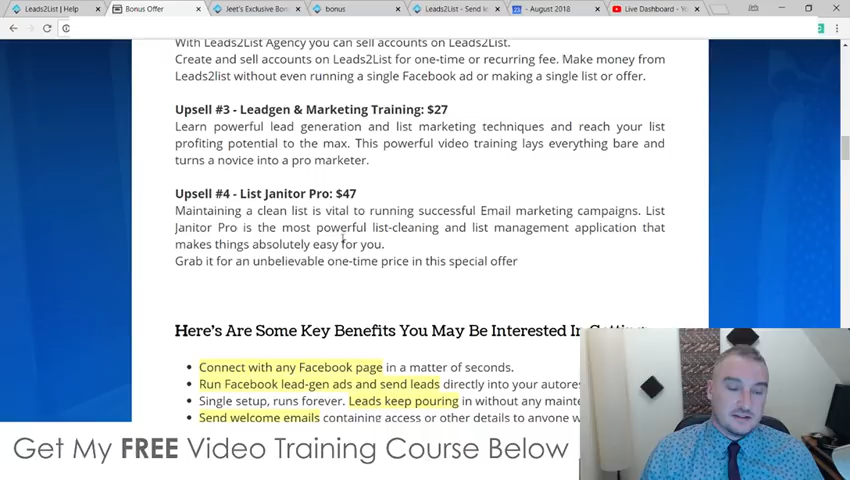 Leads2List | Help
Bonus Offer
Jeet's Exclusive Bon
bonus
Leads2List - Send le
23 - August 2018
Live Dashboard - Yo
With Leads2List Agency you can sell accounts on Leads2List.
Create and sell accounts on Leads2List for one-time or recurring fee. Make money from
Leads2list without even running a single Facebook ad or making a single list or offer.
Upsell #3 - Leadgen & Marketing Training: $27
Learn powerful lead generation and list marketing techniques and reach your list
profiting potential to the max. This powerful video training lays everything bare and
turns a novice into a pro marketer.
Upsell #4 - List Janitor Pro: $47
Maintaining a clean list is vital to running successful Email marketing campaigns. List
Janitor Pro is the most powerful list-cleaning and list management application that
makes things absolutely easy for you.
Grab it for an unbelievable one-time price in this special offer
Here's Are Some Key Benefits You May Be Interested In
Connect with any Facebook page in a matter of seconds.
Run Facebook lead-gen ads and send leads directly into your autores
Single setup, runs forever. Leads keep pouring in without any mainte
Send welcome emails containing access or other details to anyone w
Get My FREE Video Training Course Below